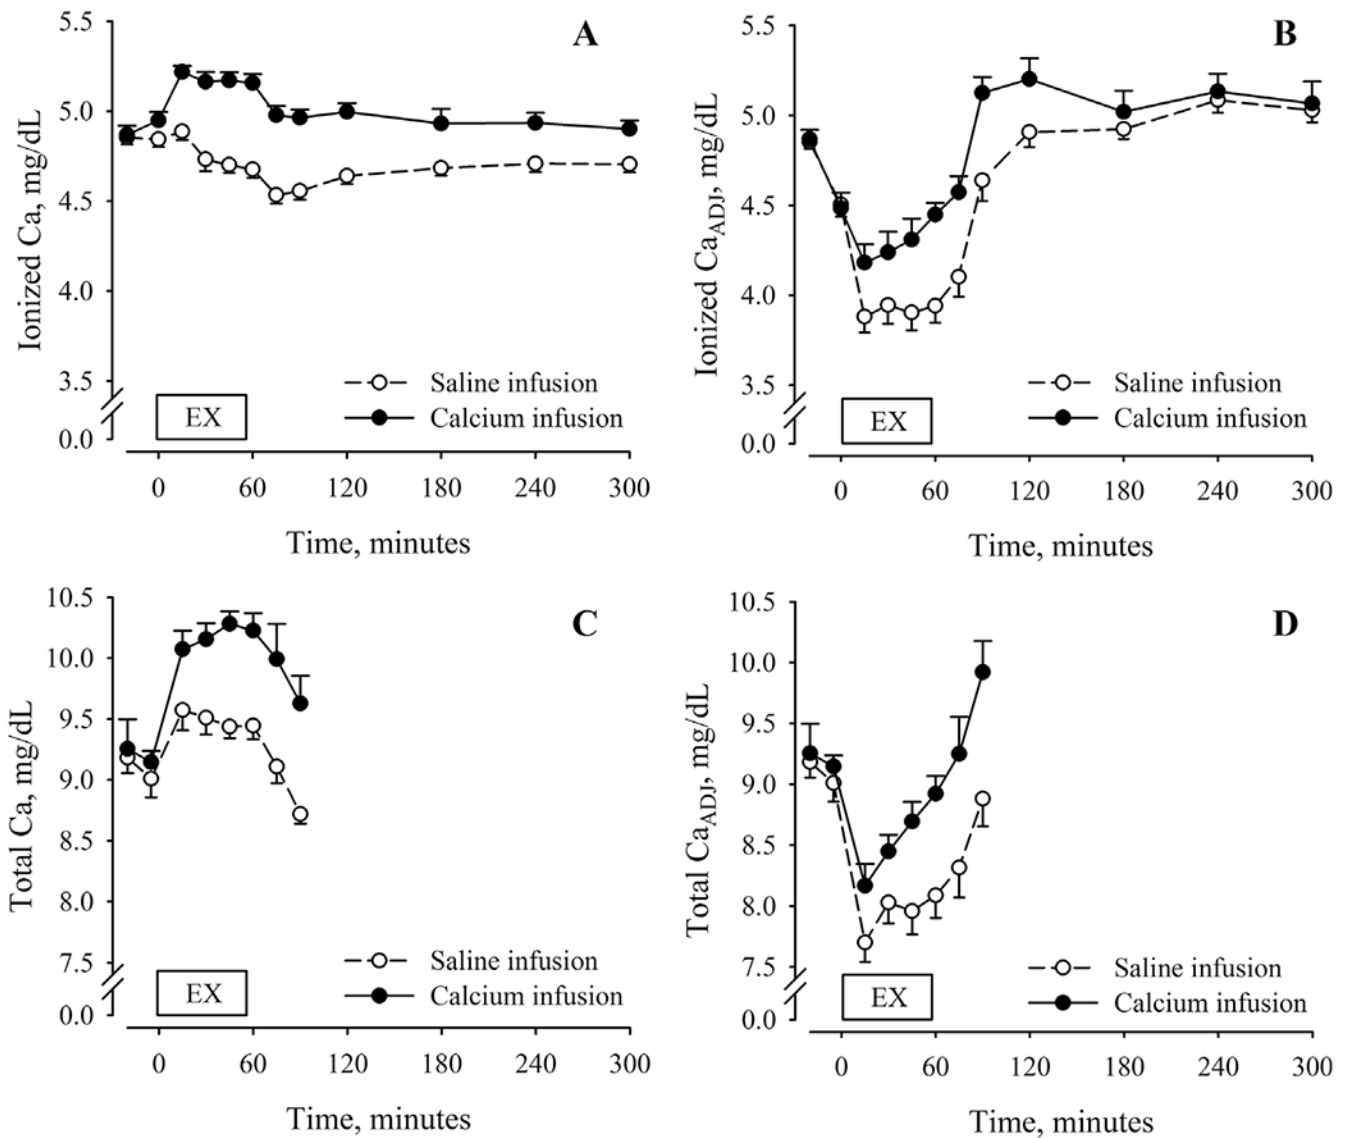 A
Ionized Ca, mg/dL
5.5
5.0
4.5
4.0
3.5
0.0
Saline infusion
Calcium infusion
EX
0 60 120 180 240 300
Time, minutes
B
Ionized Ca_ADJ, mg/dL
5.5
5.0
4.5
4.0
3.5
0.0
Saline infusion
Calcium infusion
EX
0 60 120 180 240 300
Time, minutes
C
Total Ca, mg/dL
10.5
10.0
9.5
9.0
8.5
8.0
7.5
0.0
Saline infusion
Calcium infusion
EX
0 60 120 180 240 300
Time, minutes
D
Total Ca_ADJ, mg/dL
10.5
10.0
9.5
9.0
8.5
8.0
7.5
0.0
Saline infusion
Calcium infusion
EX
0 60 120 180 240 300
Time, minutes